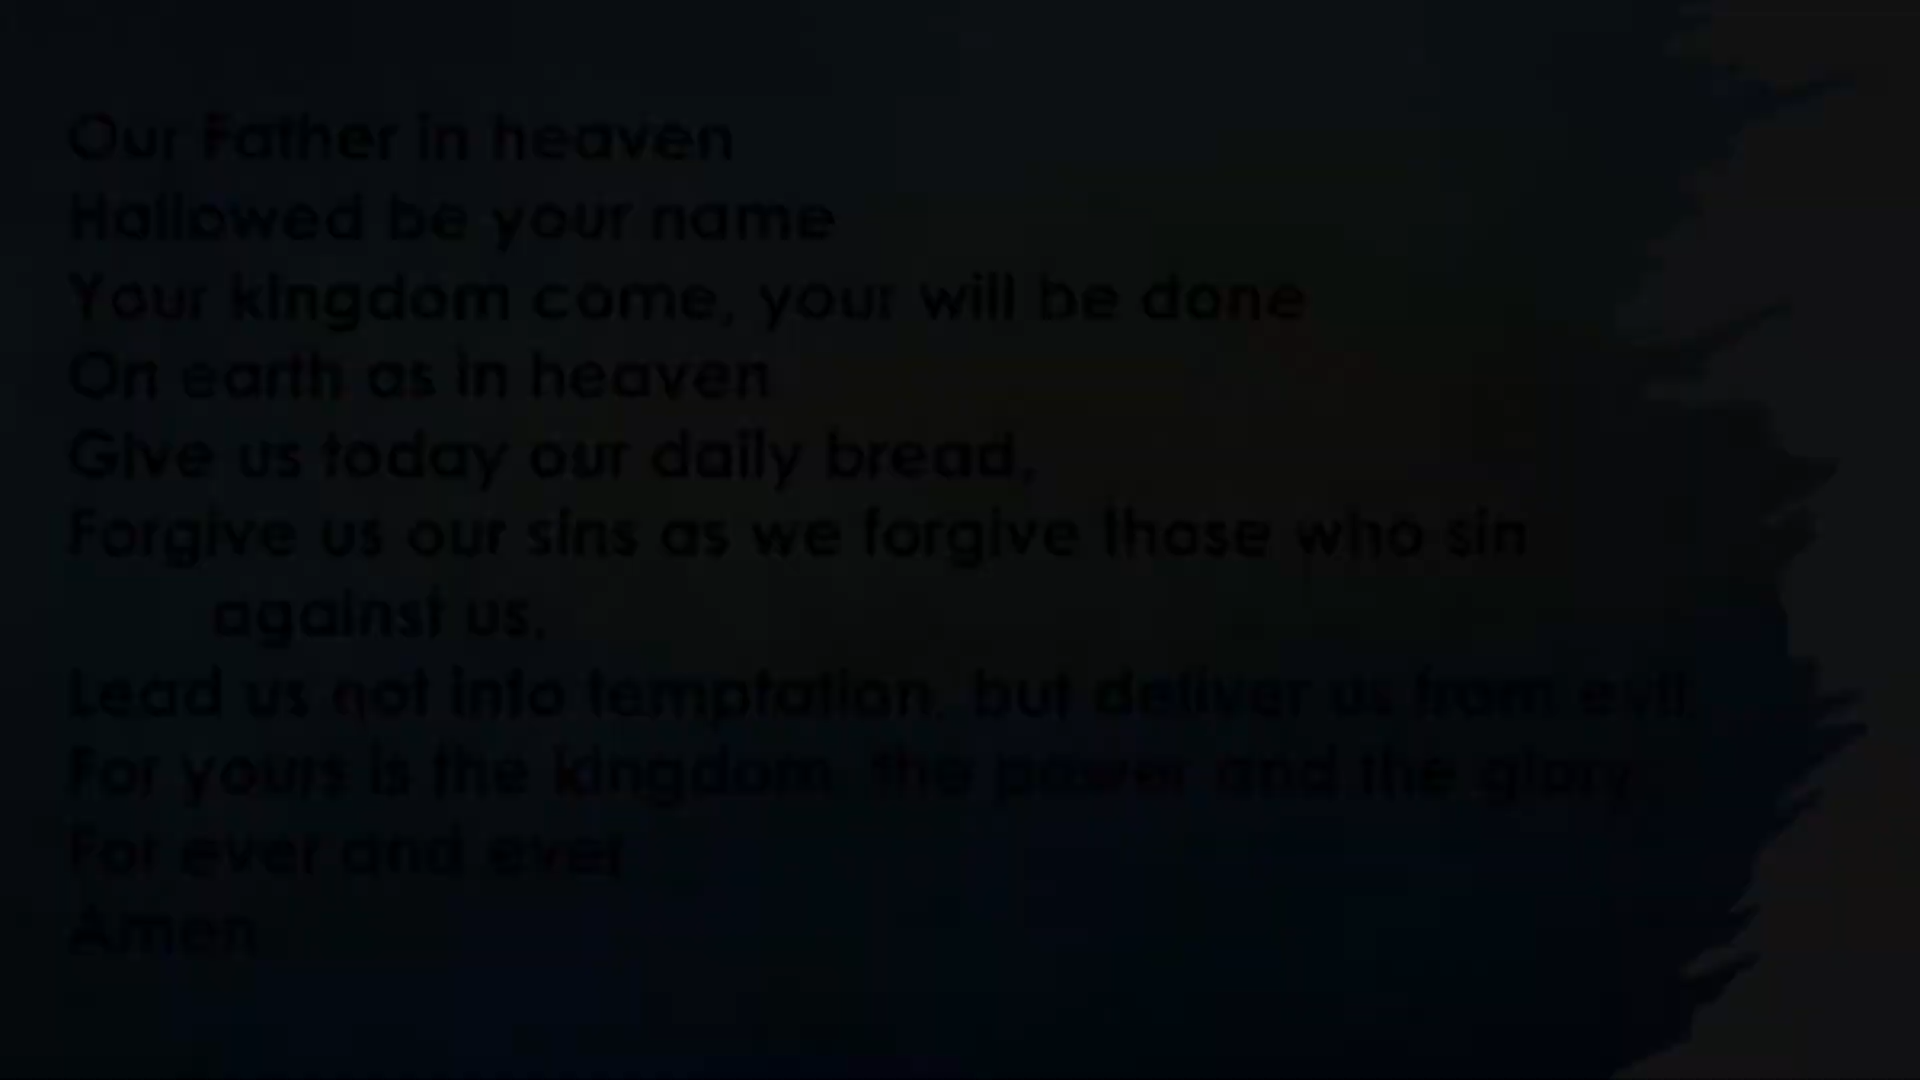 Our Father in heaven
Hallowed be your name
Your kingdom come, your will be done
On earth as in heaven
Give us today our daily bread,
Forgive us our sins as we forgive those who sin
against us,
Lead us not into temptation, but deliver us from evil.
For yours is the kingdom, the power and the glory,
For ever and ever
Amen